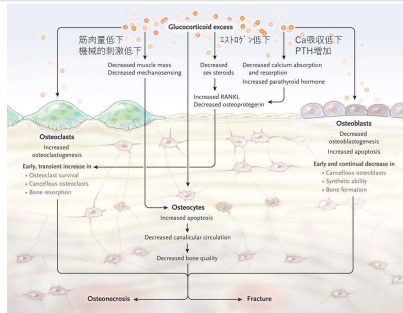 Glucocorticoid excess
筋肉量低下
機械的刺激低下
エストロゲン低下
Ca吸収低下
PTH増加
Decreased muscle mass
Decreased mechanosensing
Decreased
sex steroids
Decreased calcium absorption
and resorption
Increased parathyroid hormone
Increased RANKL
Decreased osteoprotegerin
Osteoclasts
Increased
osteoclastogenesis
Early, transient increase in
• Osteoclast survival
• Cancellous osteoclasts
• Bone resorption
Osteoblasts
Decreased
osteoblastogenesis
Increased apoptosis
Early and continual decrease in
• Cancellous osteoblasts
• Synthetic ability
• Bone formation
Osteocytes
Increased apoptosis
Decreased canalicular circulation
Decreased bone quality
Osteonecrosis
Fracture